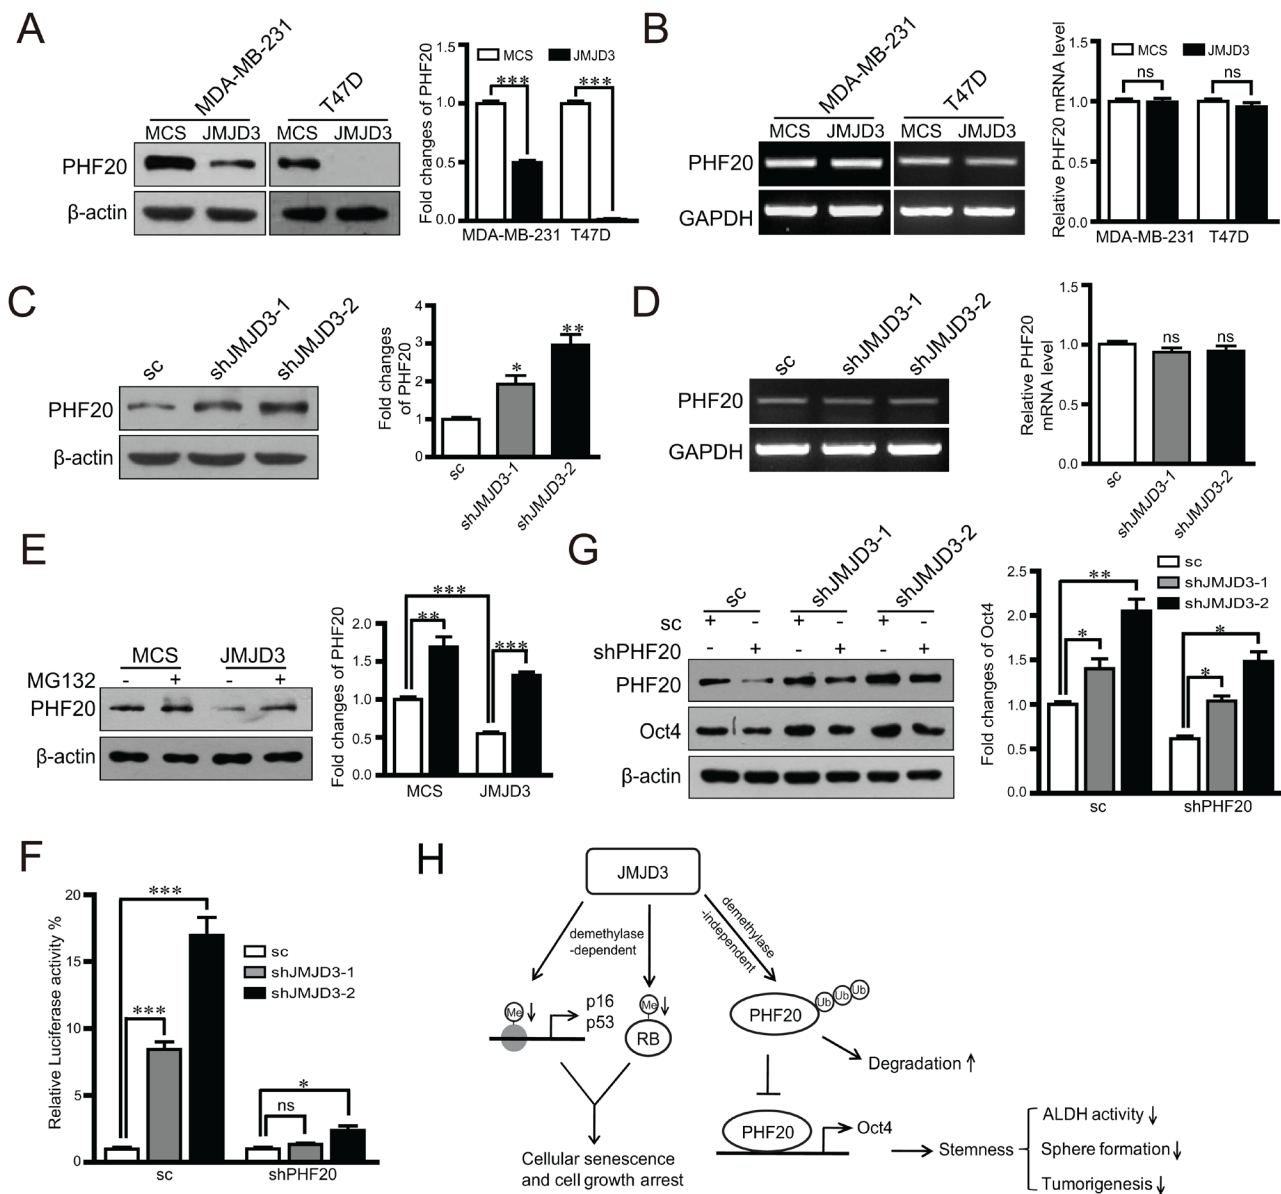 A
MDA-MB-231
T47D
MCS JMJD3 MCS JMJD3
PHF20
β-actin
Fold changes of PHF20
1.5
1.0
0.5
0.0
MCS JMJD3
*** ***
MDA-MB-231 T47D
B
MDA-MB-231
T47D
MCS JMJD3 MCS JMJD3
PHF20
GAPDH
Relative PHF20 mRNA level
1.5
1.0
0.5
0.0
MCS JMJD3
ns ns
MDA-MB-231 T47D
C
sc shJMJD3-1 shJMJD3-2
PHF20
β-actin
Fold changes
of PHF20
4
3
2
1
0
* **
sc shJMJD3-1 shJMJD3-2
D
sc shJMJD3-1 shJMJD3-2
PHF20
GAPDH
Relative PHF20
mRNA level
1.5
1.0
0.5
0.0
ns ns
sc shJMJD3-1 shJMJD3-2
E
MCS JMJD3
MG132 - + - +
PHF20
β-actin
Fold changes of PHF20
2.0
1.5
1.0
0.5
0.0
***
** ***
MCS JMJD3
G
sc shJMJD3-1 shJMJD3-2
sc + - + - + -
shPHF20 - + - + - +
PHF20
Oct4
β-actin
Fold changes of Oct4
2.5
2.0
1.5
1.0
0.5
0.0
sc
shJMJD3-1
shJMJD3-2
**
* *
*
sc shPHF20
F
Relative Luciferase activity %
20
15
10
5
0
***
***
sc
shJMJD3-1
shJMJD3-2
*
ns
sc shPHF20
H
JMJD3
demethylase
-dependent
demethylase
-independent
Me ↓ p16
p53
Me ↓
RB
PHF20 Ub Ub Ub
Degradation ↑
PHF20 Oct4
Cellular senescence
and cell growth arrest
Stemness
ALDH activity ↓
Sphere formation ↓
Tumorigenesis ↓